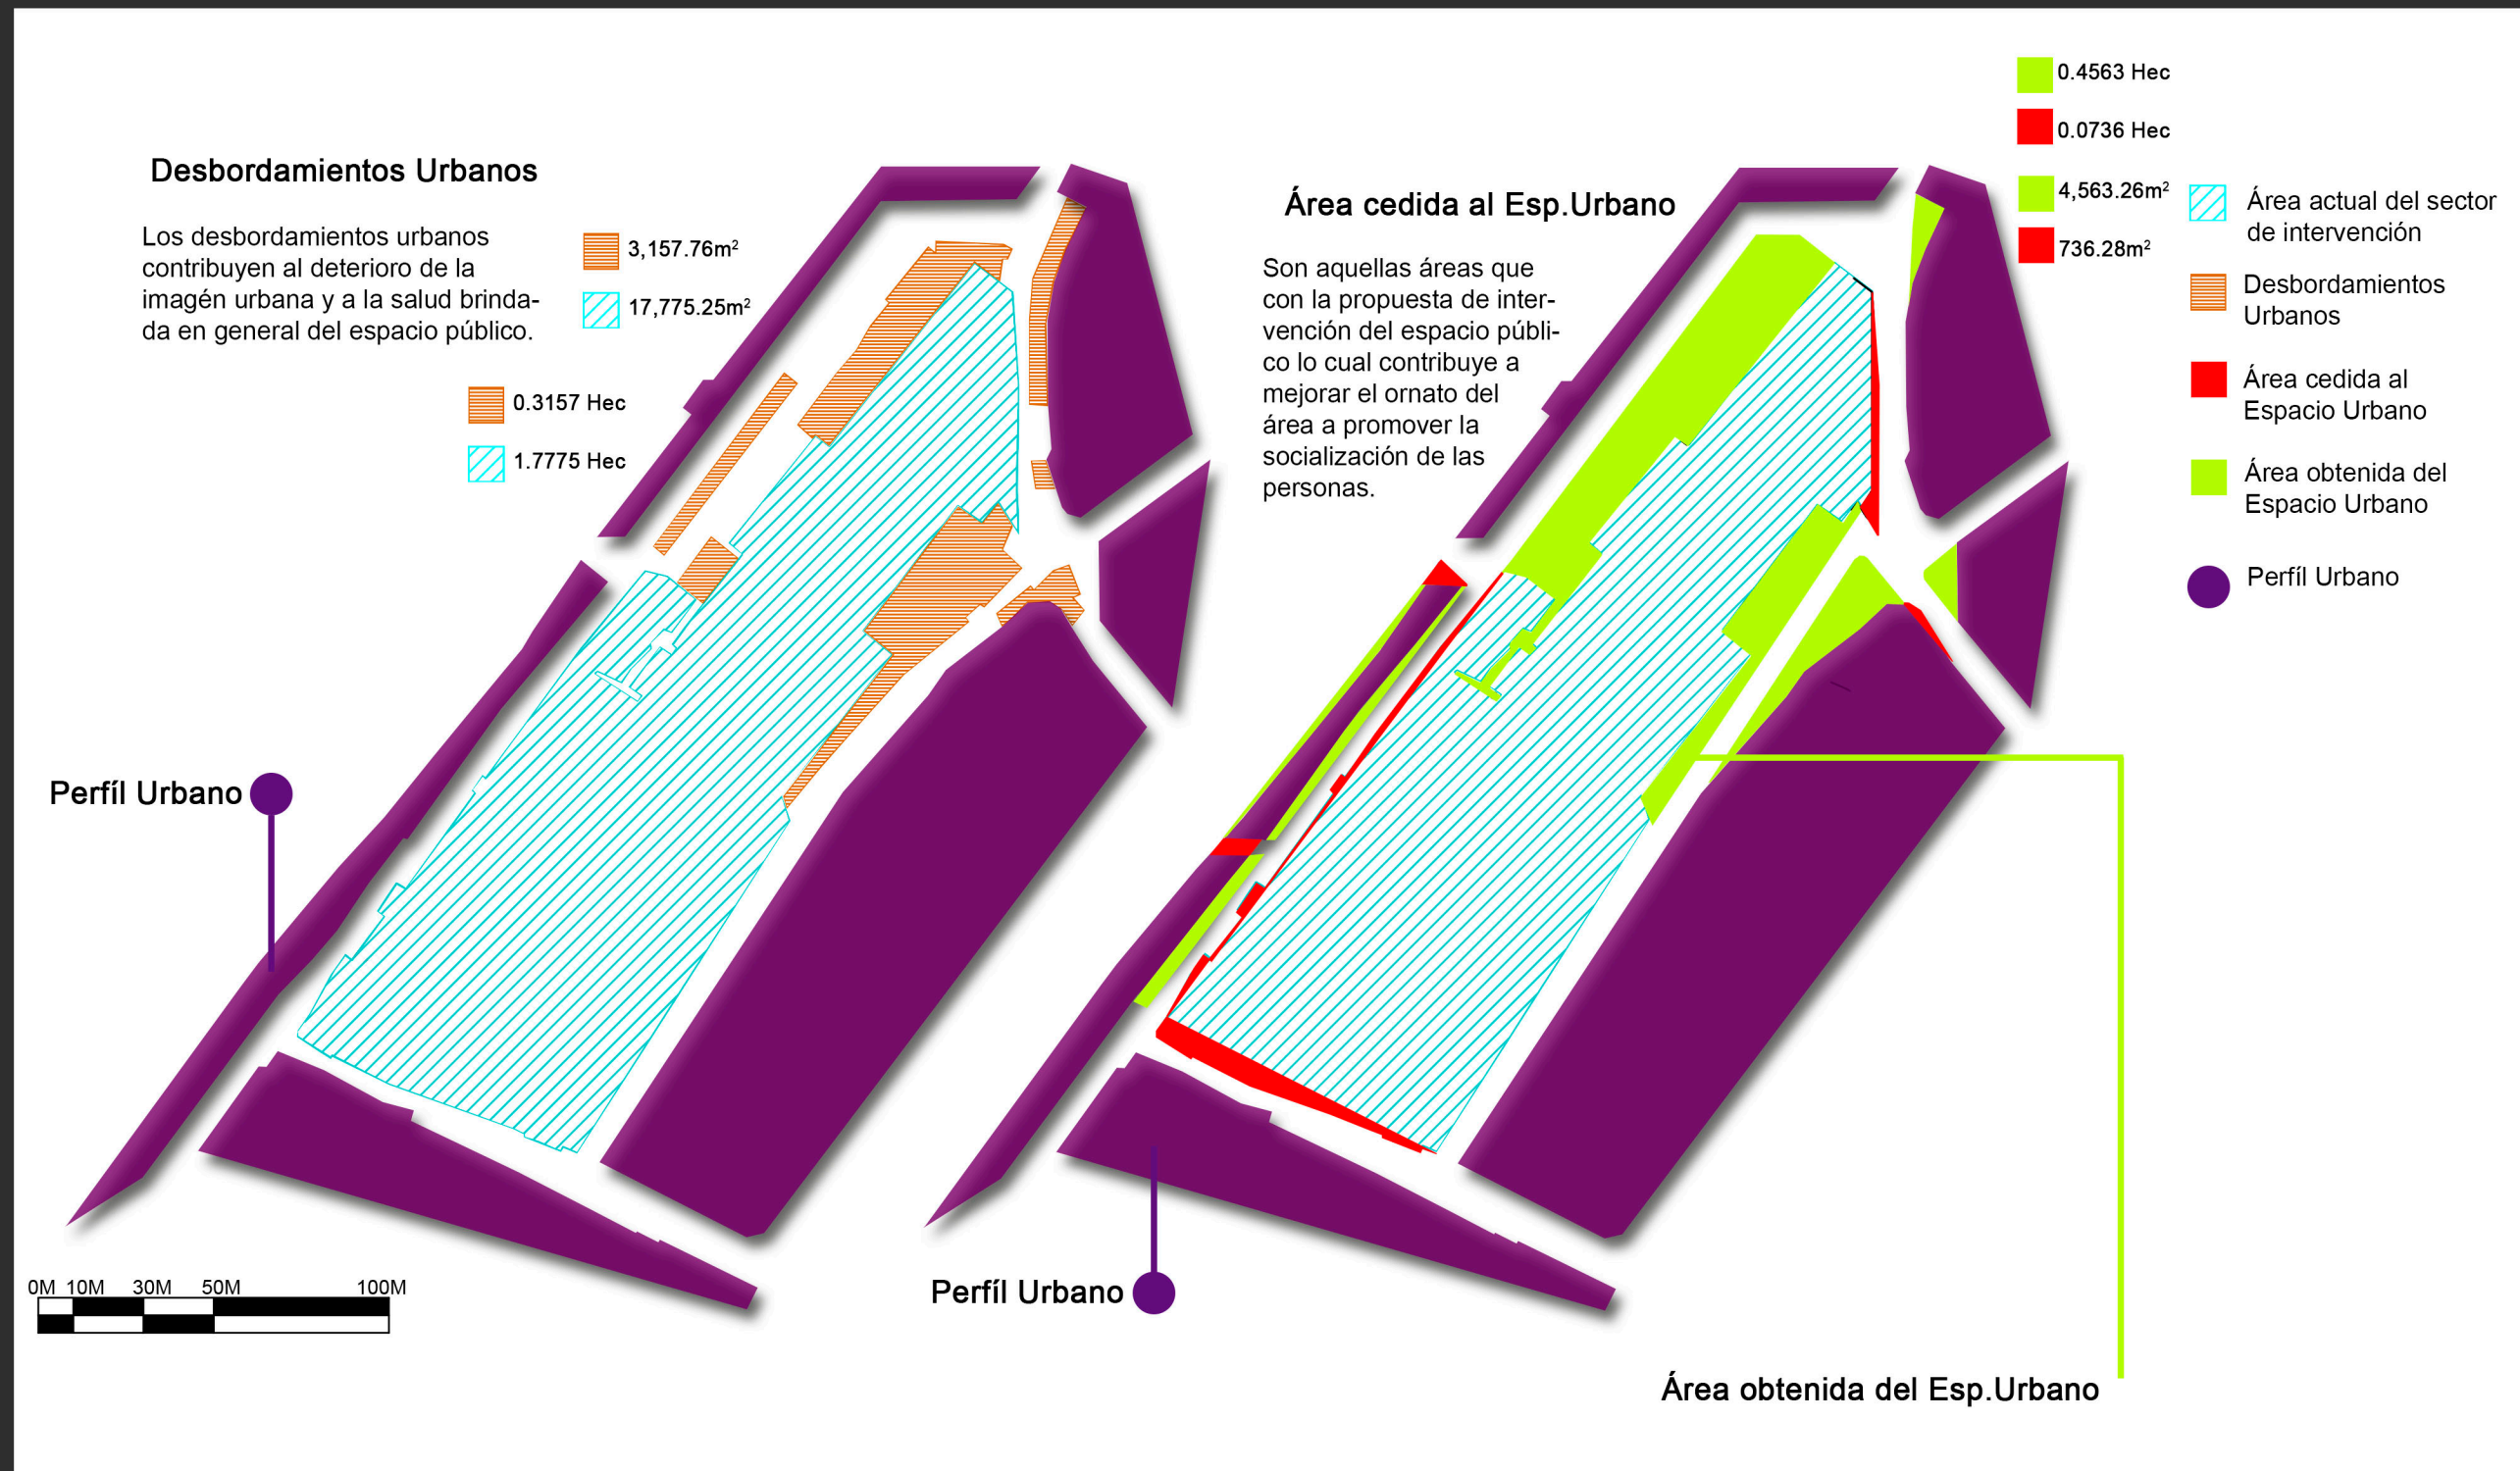 Desbordamientos Urbanos
Los desbordamientos urbanos
contribuyen al deterioro de la
imagén urbana y a la salud brinda-
da en general del espacio público.
3,157.76m²
17,775.25m²
0.3157 Hec
1.7775 Hec
Perfíl Urbano
0M 10M 30M 50M 100M
Área cedida al Esp.Urbano
Son aquellas áreas que
con la propuesta de inter-
vención del espacio públi-
co lo cual contribuye a
mejorar el ornato del
área a promover la
socialización de las
personas.
Perfíl Urbano
0.4563 Hec
0.0736 Hec
4,563.26m²
736.28m²
Área actual del sector
de intervención
Desbordamientos
Urbanos
Área cedida al
Espacio Urbano
Área obtenida del
Espacio Urbano
Perfíl Urbano
Área obtenida del Esp.Urbano